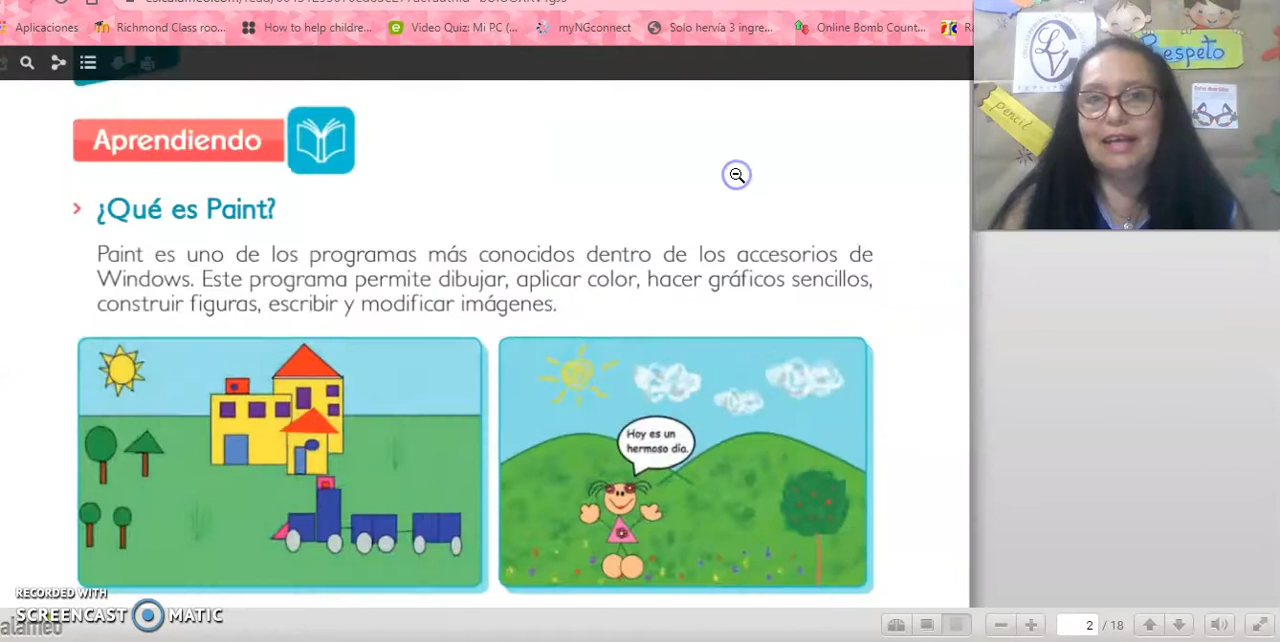 Aplicaciones
Richmond Class roo...
How to help childre...
Video Quiz: Mi PC (...
myNGconnect
Solo hervía 3 ingre...
Online Bomb Count...
Respeto
pencil
Aprendiendo
¿Qué es Paint?
Paint es uno de los programas más conocidos dentro de los accesorios de
Windows. Este programa permite dibujar, aplicar color, hacer gráficos sencillos,
construir figuras, escribir y modificar imágenes.
Hoy es un
hermoso día.
RECORDED WITH
SCREENCAST MATIC
alaméo
2 / 18